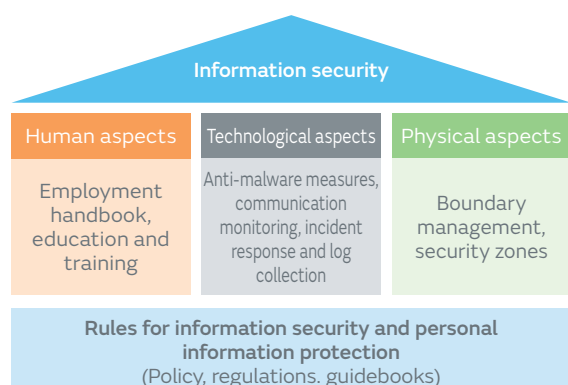 Information security
Human aspects
Employment
handbook,
education and
training
Technological aspects
Anti-malware measures,
communication
monitoring, incident
response and log
collection
Physical aspects
Boundary
management,
security zones
Rules for information security and personal
information protection
(Policy, regulations. guidebooks)